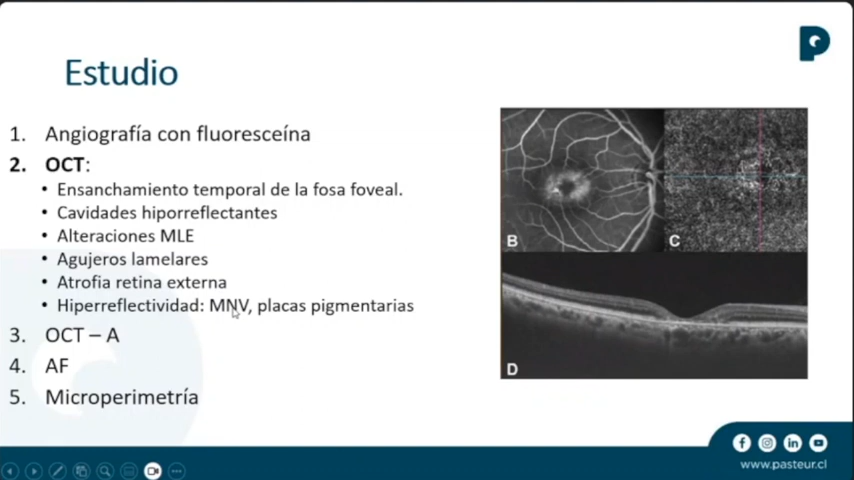 Estudio
1. Angiografía con fluoresceína
2. OCT:
• Ensanchamiento temporal de la fosa foveal.
• Cavidades hiporreflectantes
• Alteraciones MLE
• Agujeros lamelares
• Atrofia retina externa
• Hiperreflectividad: MNV, placas pigmentarias
3. OCT – A
4. AF
5. Microperimetría
B
C
D
www.pasteur.cl